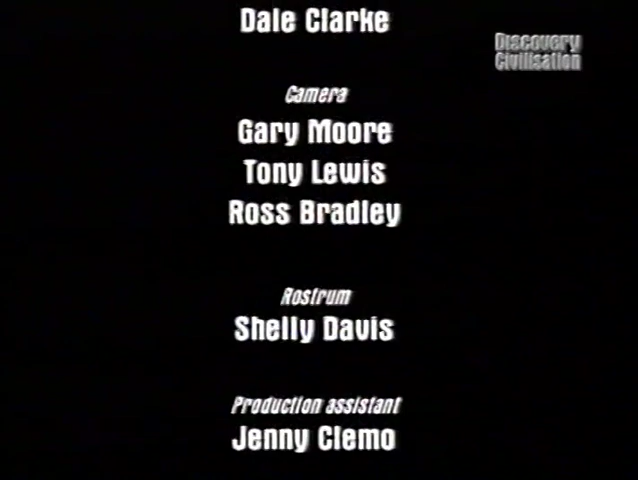 Dale Clarke
Discovery
Civilisation
Camera
Gary Moore
Tony Lewis
Ross Bradley
Rostrum
Shelly Davis
Production assistant
Jenny Clemo